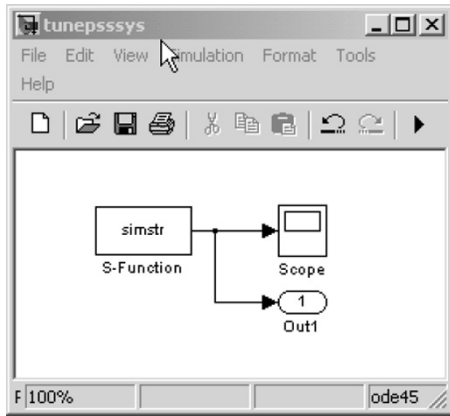 tunepsssys
File Edit View Simulation Format Tools
Help
simstr
S-Function
Scope
1
Out1
F 100% ode45